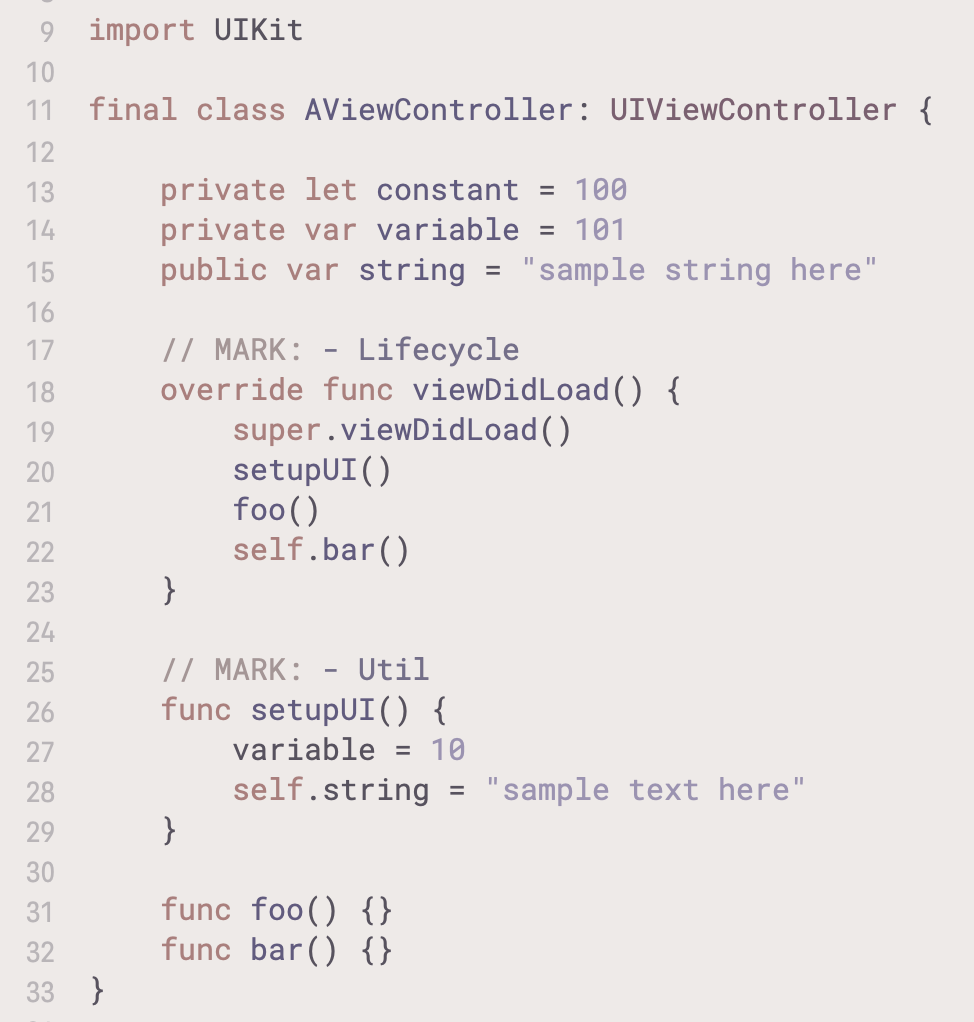 9 import UIKit
10
11 final class AViewController: UIViewController {
12
13     private let constant = 100
14     private var variable = 101
15     public var string = "sample string here"
16
17     // MARK: - Lifecycle
18     override func viewDidLoad() {
19         super.viewDidLoad()
20         setupUI()
21         foo()
22         self.bar()
23     }
24
25     // MARK: - Util
26     func setupUI() {
27         variable = 10
28         self.string = "sample text here"
29     }
30
31     func foo() {}
32     func bar() {}
33 }